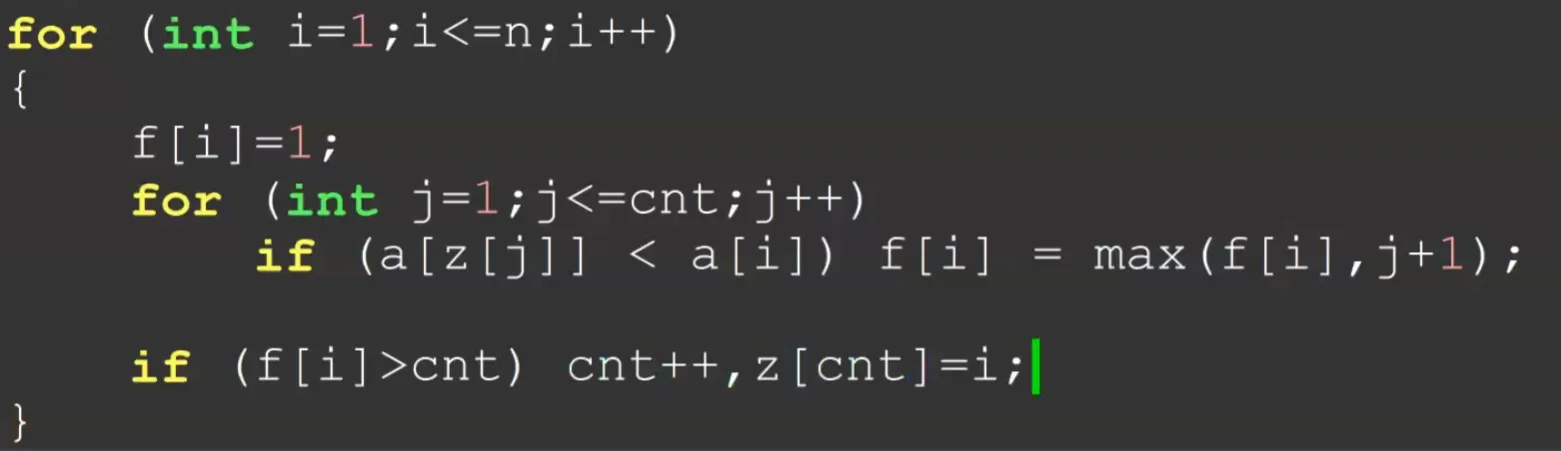 for (int i=1;i<=n;i++)
{
    f[i]=1;
    for (int j=1;j<=cnt;j++)
        if (a[z[j]] < a[i]) f[i] = max(f[i],j+1);
    if (f[i]>cnt) cnt++,z[cnt]=i;
}